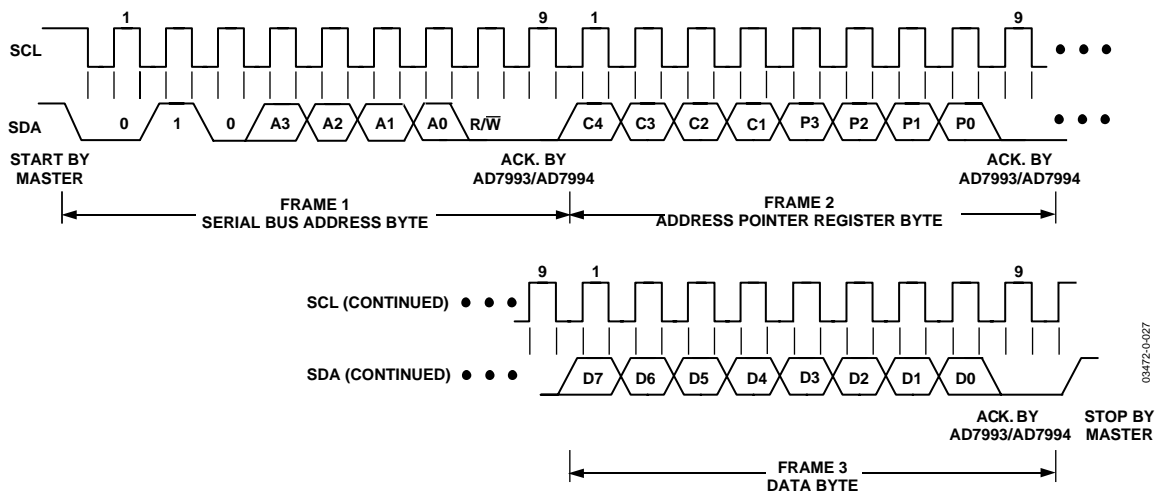 1 9 1 9
SCL
SDA 0 1 0 A3 A2 A1 A0 R/W̅ C4 C3 C2 C1 P3 P2 P1 P0
START BY
MASTER
ACK. BY
AD7993/AD7994
ACK. BY
AD7993/AD7994
FRAME 1
SERIAL BUS ADDRESS BYTE
FRAME 2
ADDRESS POINTER REGISTER BYTE
9 1 9
SCL (CONTINUED)
SDA (CONTINUED) D7 D6 D5 D4 D3 D2 D1 D0
ACK. BY
AD7993/AD7994
STOP BY
MASTER
FRAME 3
DATA BYTE
03472-0-027